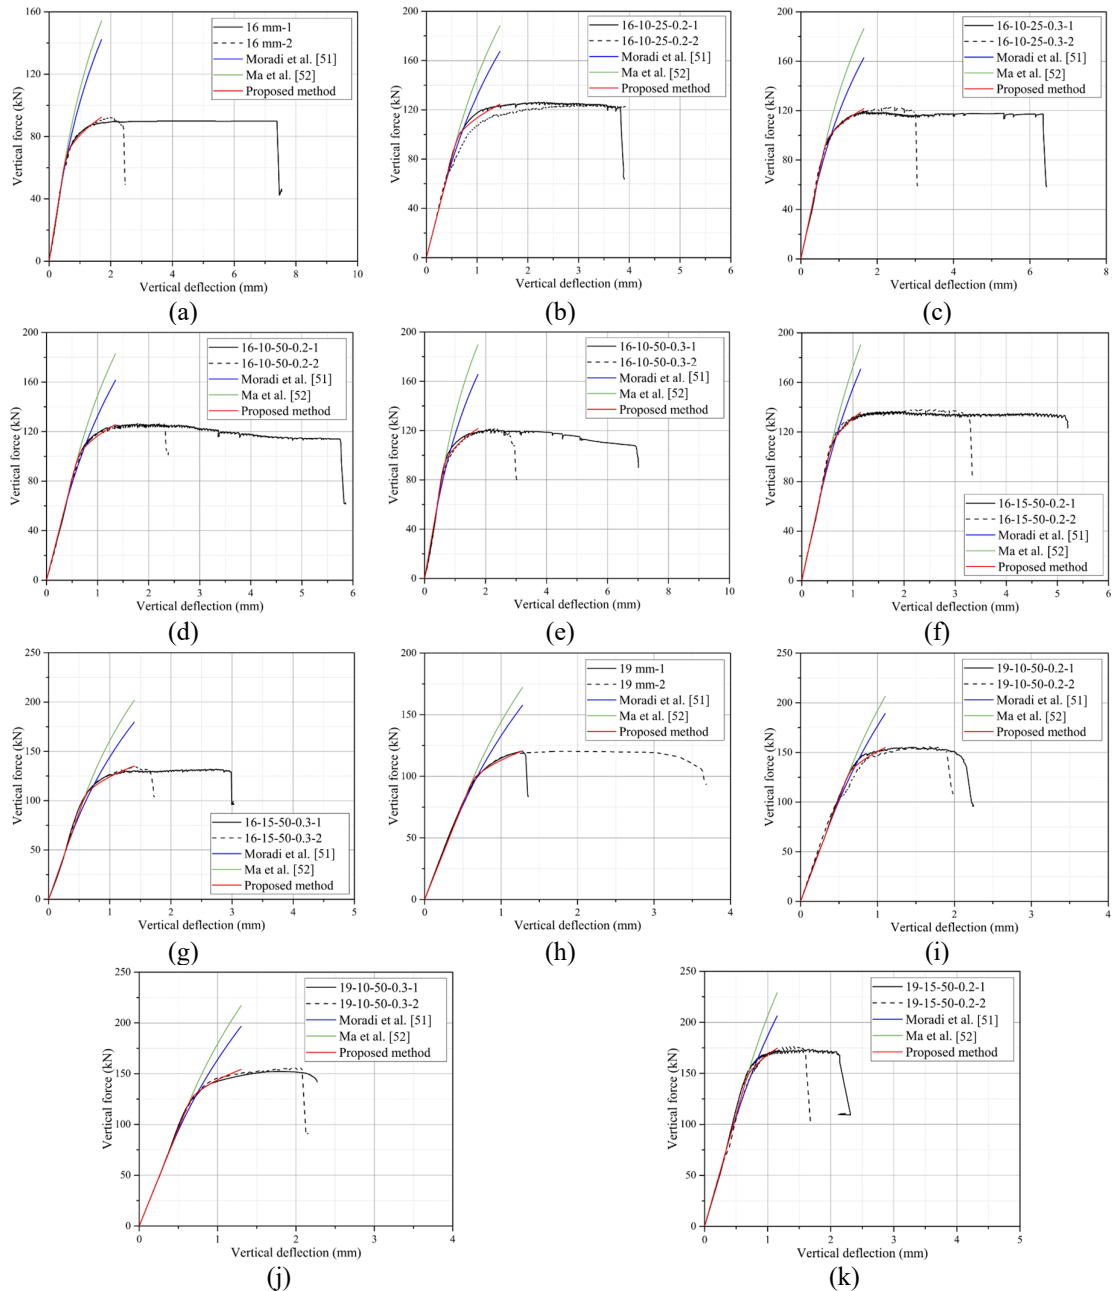 160
120
80
40
0
0
2
4
6
8
10
Vertical force (kN)
Vertical deflection (mm)
16 mm-1
16 mm-2
Moradi et al. [51]
Ma et al. [52]
Proposed method
(a)
200
160
120
80
40
0
0
1
2
3
4
5
6
Vertical force (kN)
Vertical deflection (mm)
16-10-25-0.2-1
16-10-25-0.2-2
Moradi et al. [51]
Ma et al. [52]
Proposed method
(b)
200
160
120
80
40
0
0
2
4
6
8
Vertical force (kN)
Vertical deflection (mm)
16-10-25-0.3-1
16-10-25-0.3-2
Moradi et al. [51]
Ma et al. [52]
Proposed method
(c)
200
160
120
80
40
0
0
1
2
3
4
5
6
Vertical force (kN)
Vertical deflection (mm)
16-10-50-0.2-1
16-10-50-0.2-2
Moradi et al. [51]
Ma et al. [52]
Proposed method
(d)
200
160
120
80
40
0
0
2
4
6
8
10
Vertical force (kN)
Vertical deflection (mm)
16-10-50-0.3-1
16-10-50-0.3-2
Moradi et al. [51]
Ma et al. [52]
Proposed method
(e)
200
160
120
80
40
0
0
1
2
3
4
5
6
Vertical force (kN)
Vertical deflection (mm)
16-15-50-0.2-1
16-15-50-0.2-2
Moradi et al. [51]
Ma et al. [52]
Proposed method
(f)
250
200
150
100
50
0
0
1
2
3
4
5
Vertical force (kN)
Vertical deflection (mm)
16-15-50-0.3-1
16-15-50-0.3-2
Moradi et al. [51]
Ma et al. [52]
Proposed method
(g)
200
150
100
50
0
0
1
2
3
4
Vertical force (kN)
Vertical deflection (mm)
19 mm-1
19 mm-2
Moradi et al. [51]
Ma et al. [52]
Proposed method
(h)
250
200
150
100
50
0
0
1
2
3
4
Vertical force (kN)
Vertical deflection (mm)
19-10-50-0.2-1
19-10-50-0.2-2
Moradi et al. [51]
Ma et al. [52]
Proposed method
(i)
250
200
150
100
50
0
0
1
2
3
4
Vertical force (kN)
Vertical deflection (mm)
19-10-50-0.3-1
19-10-50-0.3-2
Moradi et al. [51]
Ma et al. [52]
Proposed method
(j)
250
200
150
100
50
0
0
1
2
3
4
5
Vertical force (kN)
Vertical deflection (mm)
19-15-50-0.2-1
19-15-50-0.2-2
Moradi et al. [51]
Ma et al. [52]
Proposed method
(k)